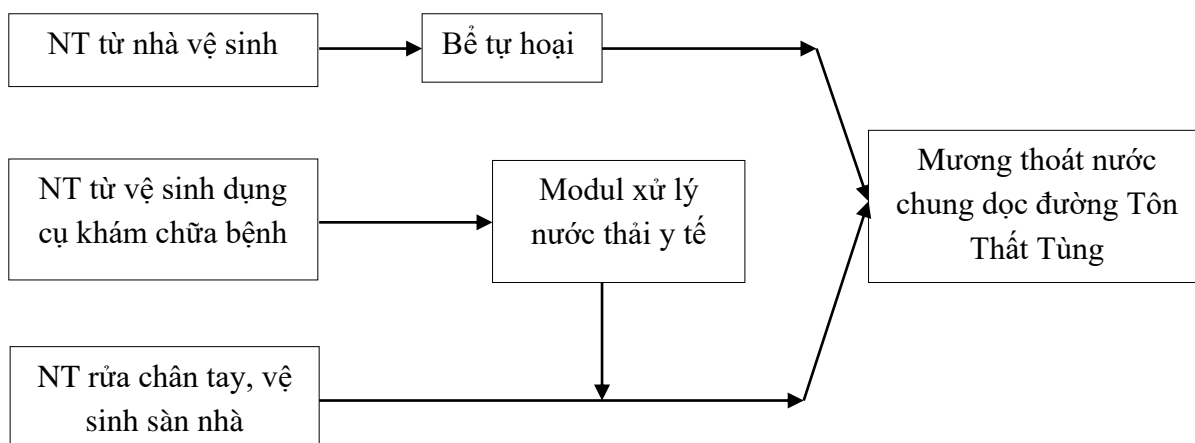 NT từ nhà vệ sinh
Bể tự hoại
NT từ vệ sinh dụng
cụ khám chữa bệnh
Modul xử lý
nước thải y tế
Mương thoát nước
chung dọc đường Tôn
Thất Tùng
NT rửa chân tay, vệ
sinh sàn nhà